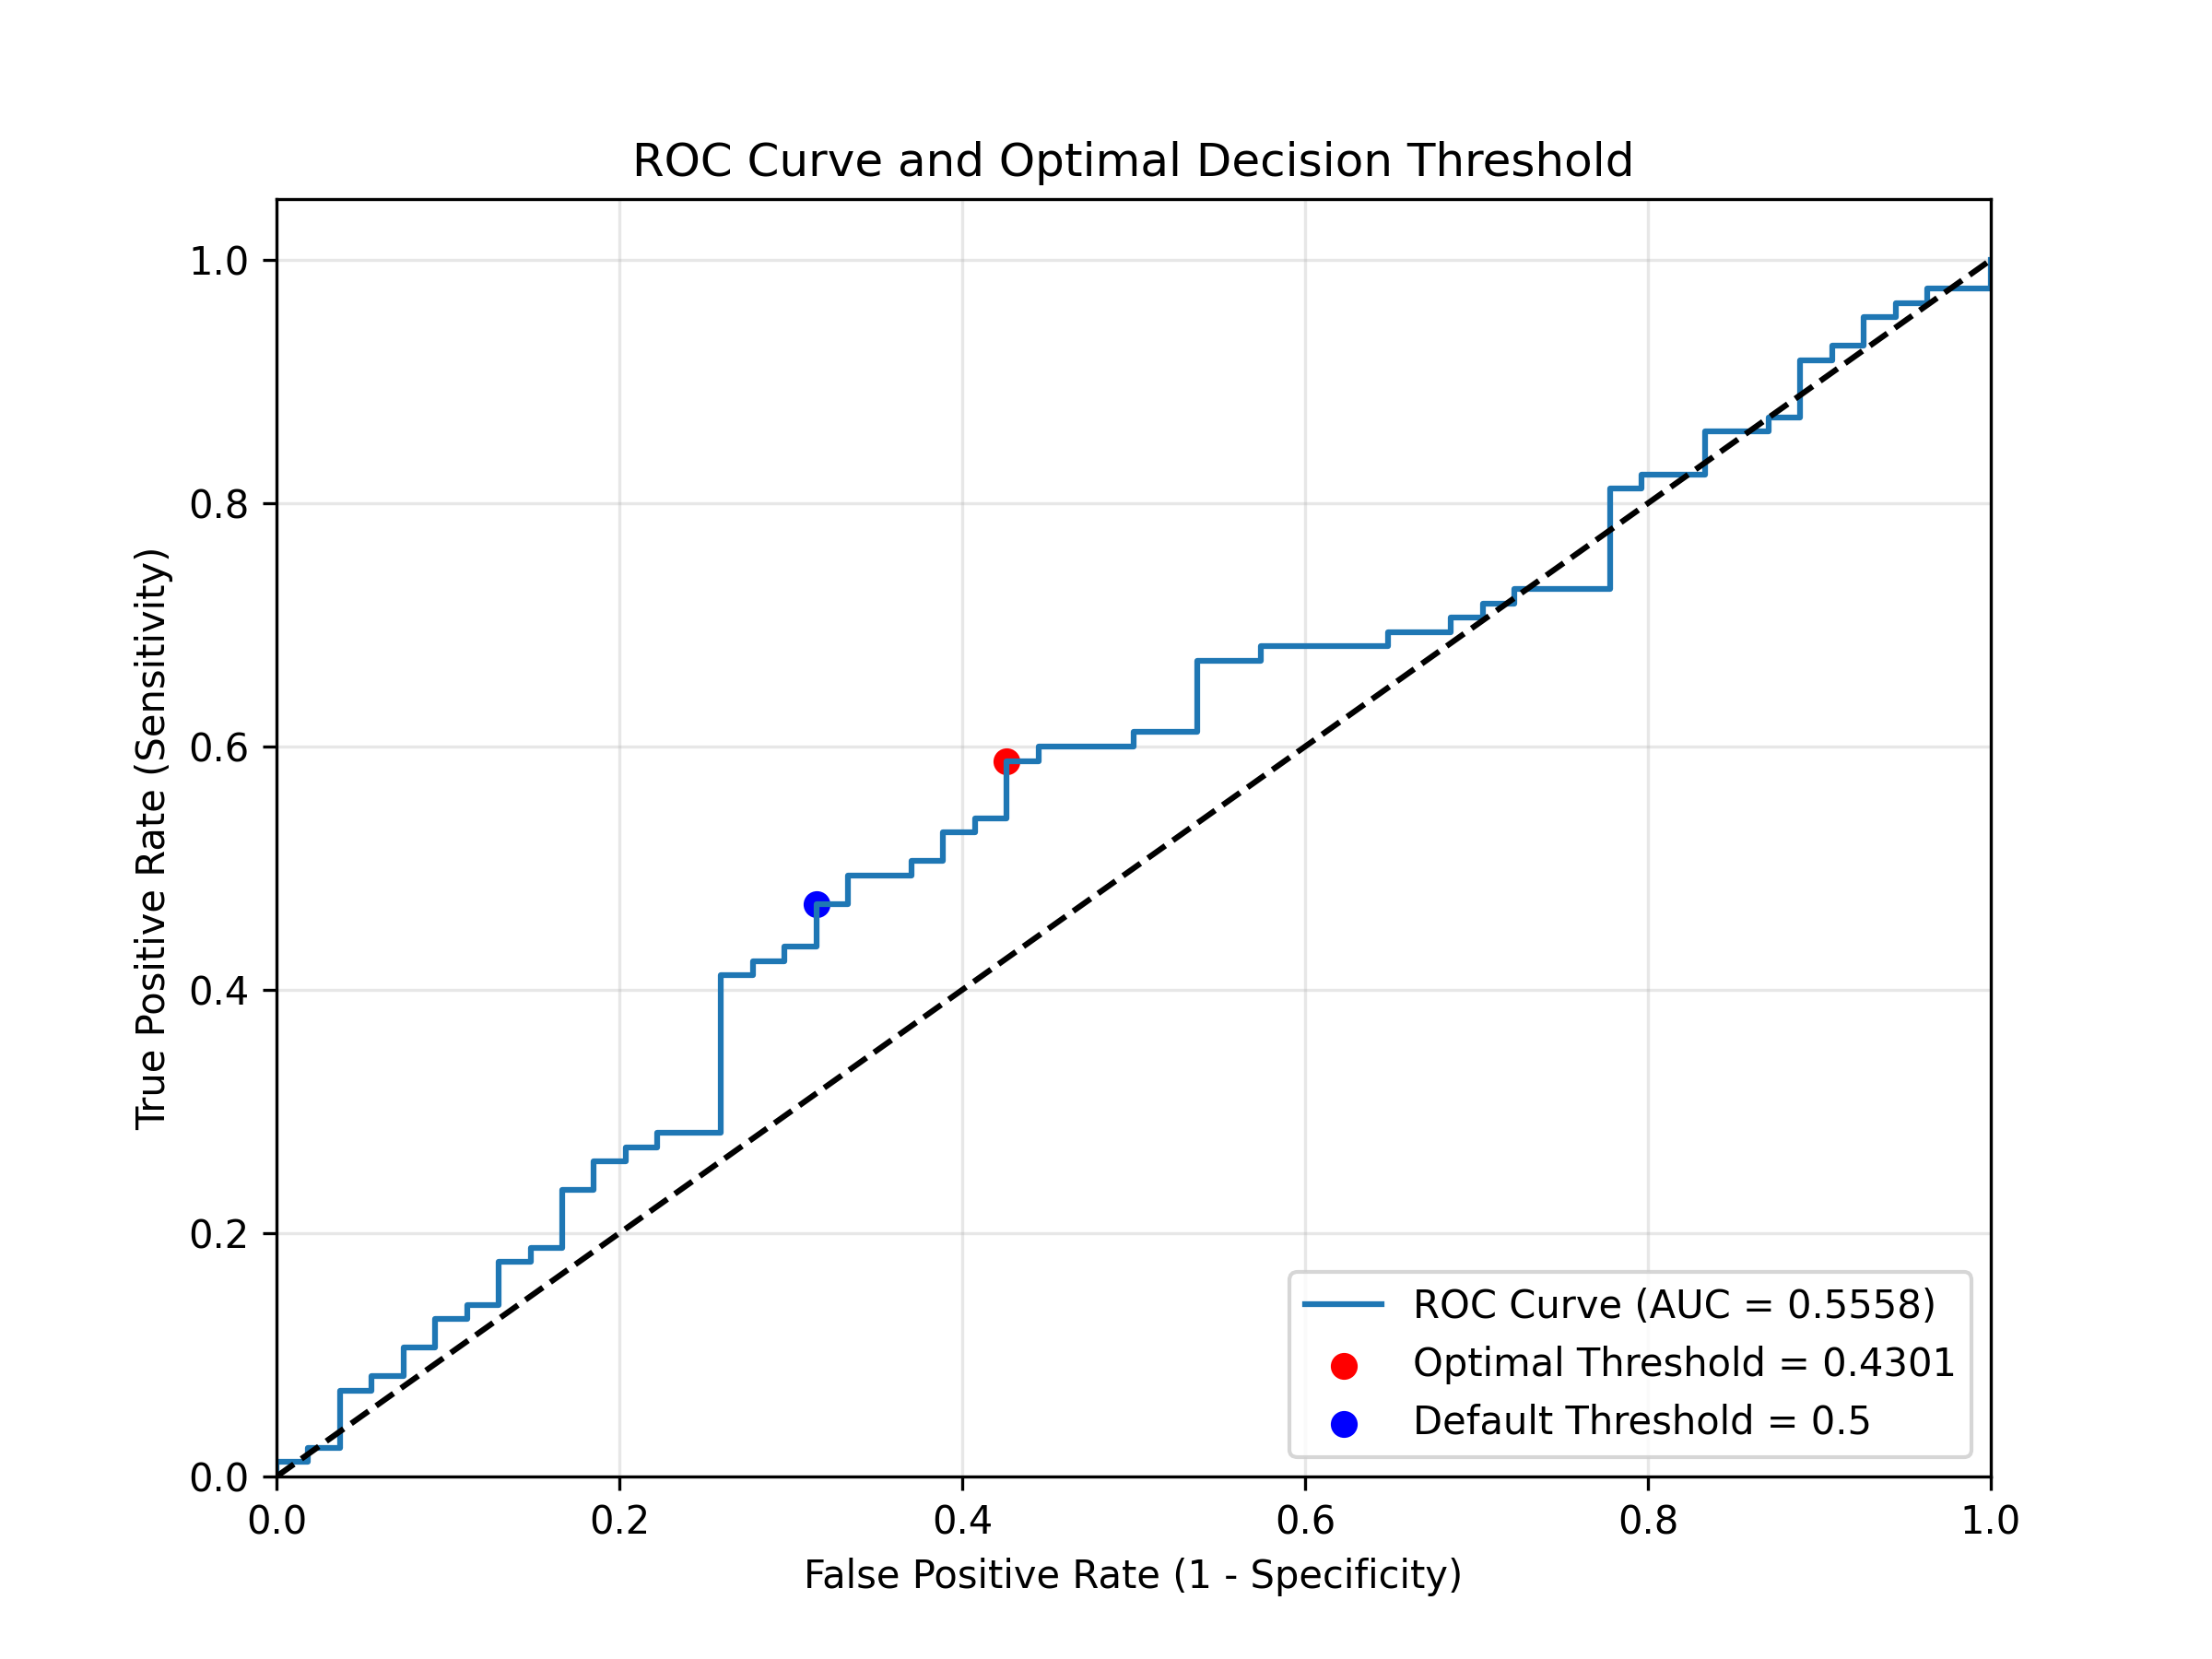 ROC Curve and Optimal Decision Threshold
True Positive Rate (Sensitivity)
1.0
0.8
0.6
0.4
0.2
0.0
0.0 0.2 0.4 0.6 0.8 1.0
False Positive Rate (1 - Specificity)
ROC Curve (AUC = 0.5558)
Optimal Threshold = 0.4301
Default Threshold = 0.5